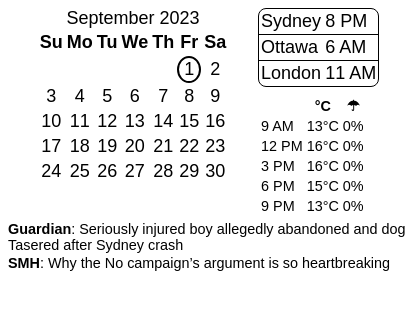 September 2023
Su Mo Tu We Th Fr Sa
1 2
3 4 5 6 7 8 9
10 11 12 13 14 15 16
17 18 19 20 21 22 23
24 25 26 27 28 29 30
Sydney 8 PM
Ottawa 6 AM
London 11 AM
°C ☂
9 AM 13°C 0%
12 PM 16°C 0%
3 PM 16°C 0%
6 PM 15°C 0%
9 PM 13°C 0%
Guardian: Seriously injured boy allegedly abandoned and dog
Tasered after Sydney crash
SMH: Why the No campaign’s argument is so heartbreaking